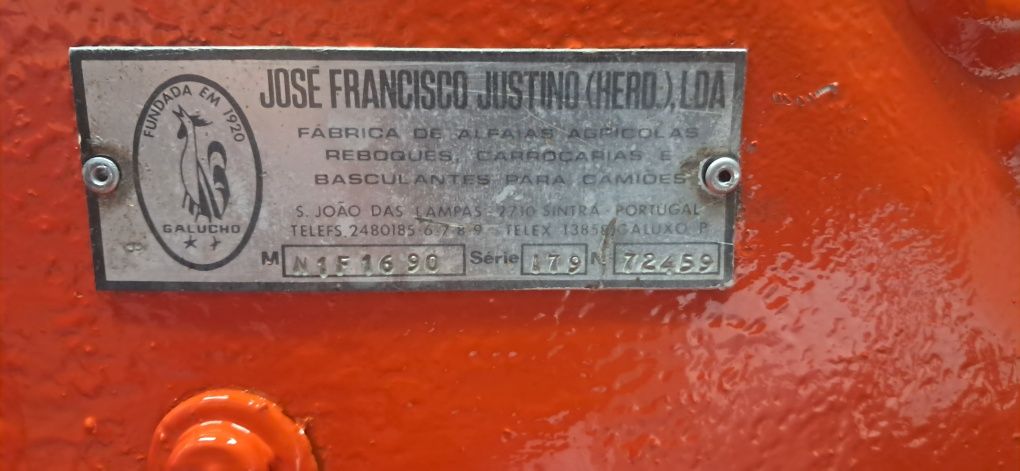 FUNDADA EM 1920
GALUCHO
JOSÉ FRANCISCO JUSTINO (HERD.), LDA
FÁBRICA DE ALFAIAS AGRICOLAS
REBOQUES, CARROÇARIAS E
BASCULANTES PARA CAMIÕES
S. JOÃO DAS LAMPAS - 2710 SINTRA - PORTUGAL
TELEFS. 2480185-6-7-8-9 - TELEX 13858 GALUXO P
M N1F1690 Série 179 N 72459